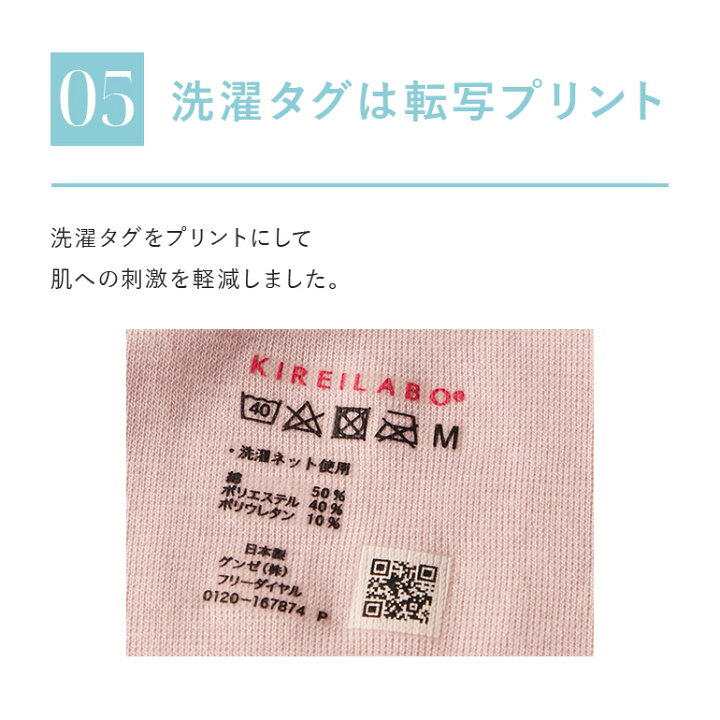 05
洗濯タグは転写プリント
洗濯タグをプリントにして
肌への刺激を軽減しました。
KIREILABO®
40 M
・洗濯ネット使用
綿 50%
ポリエステル 40%
ポリウレタン 10%
日本製
グンゼ(株)
フリーダイヤル
0120-167874 P